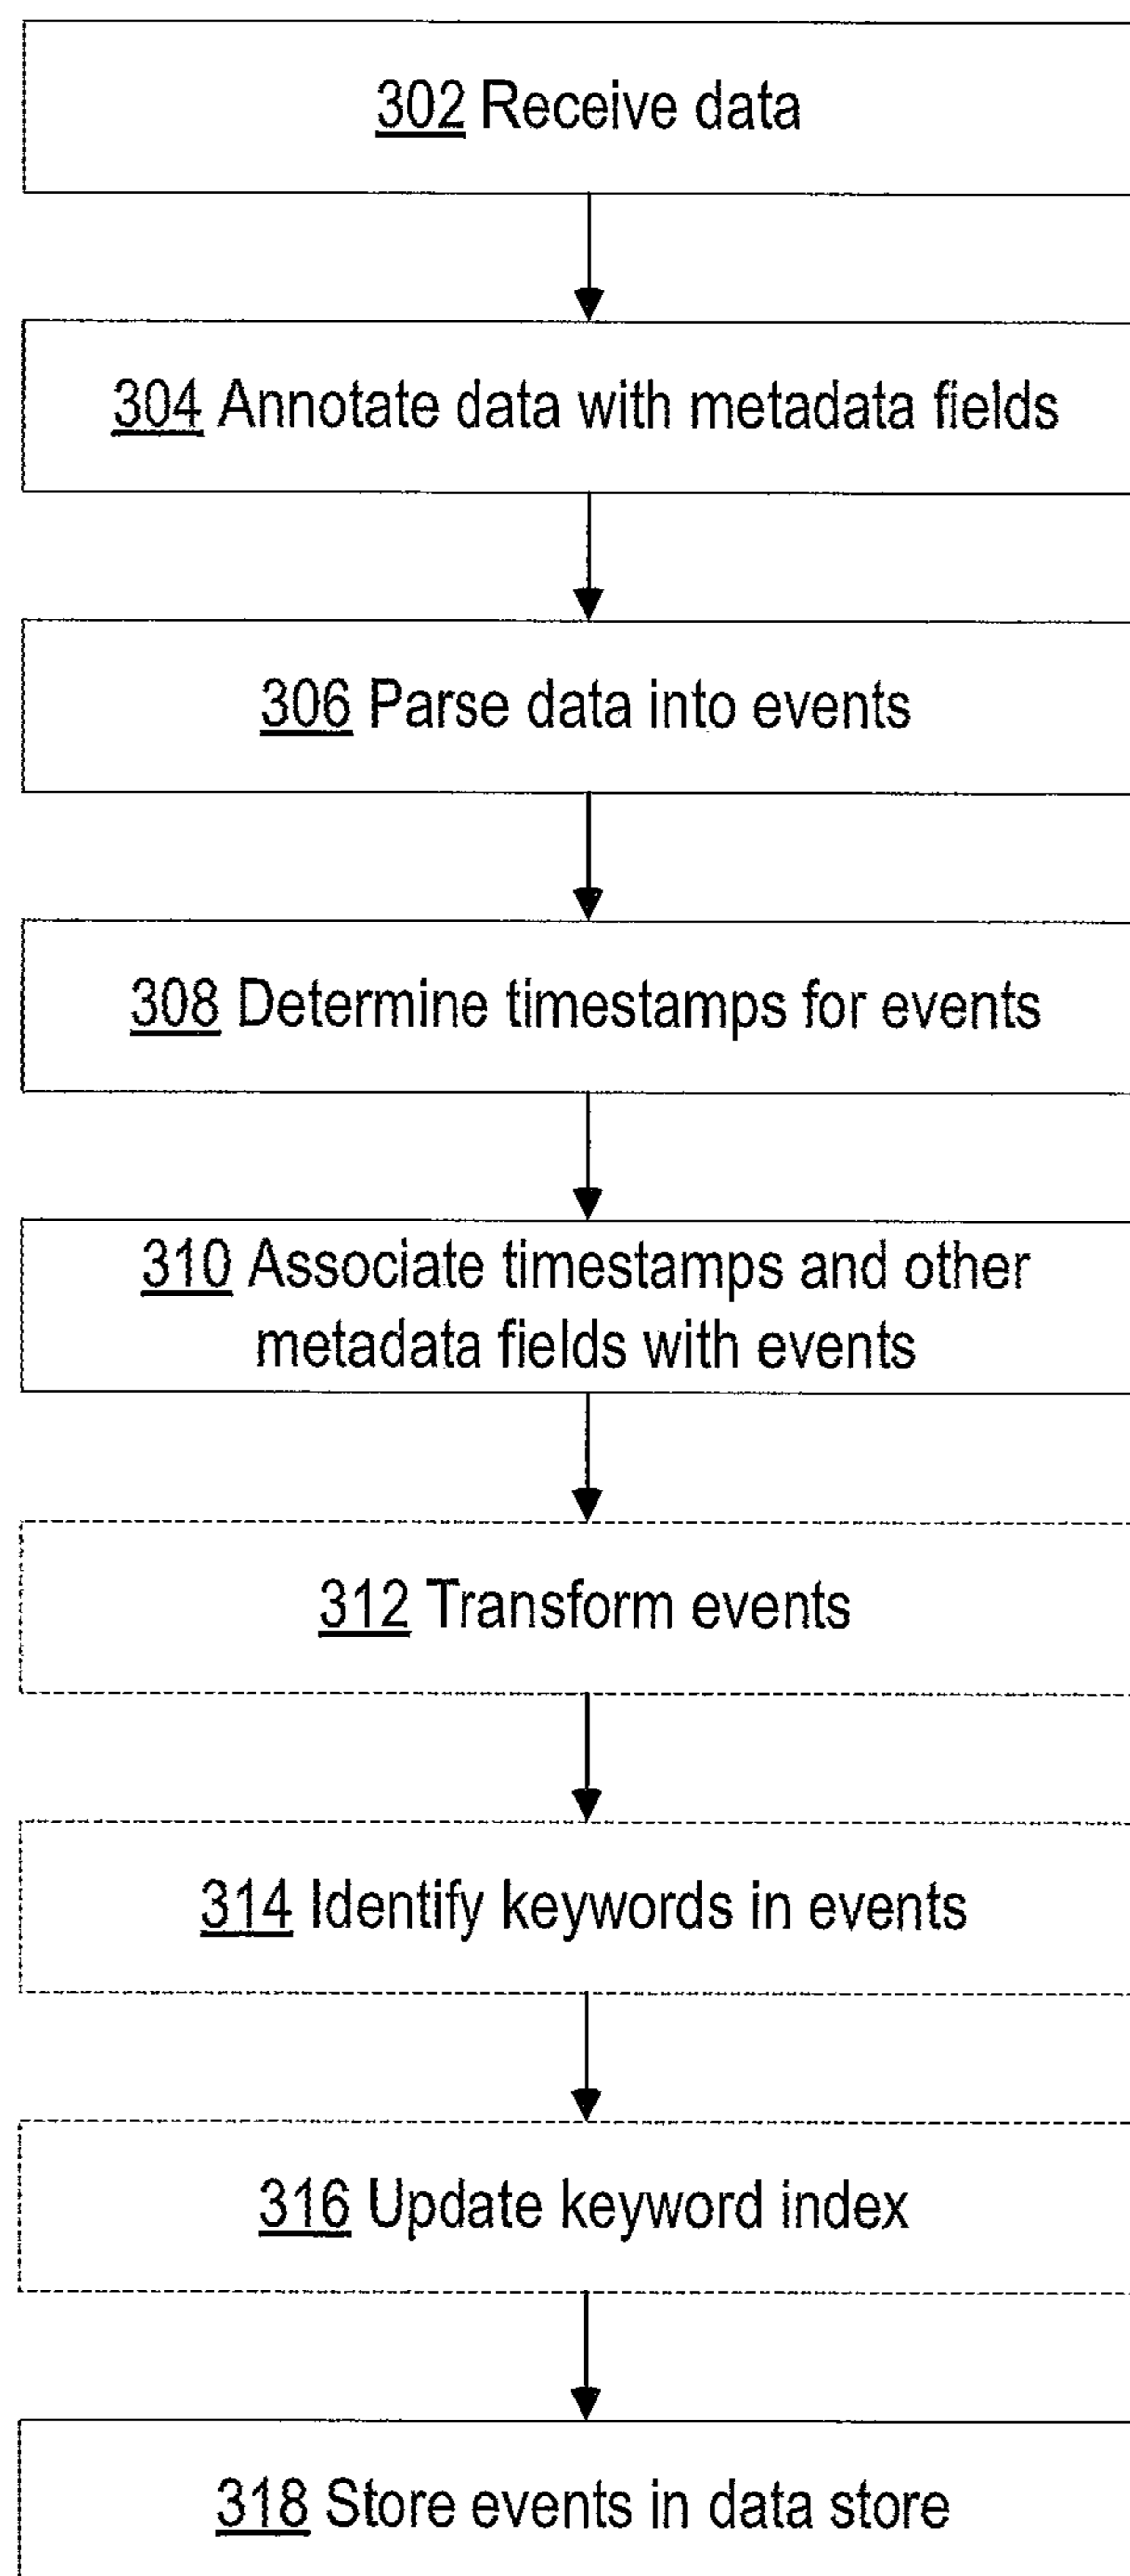 302 Receive data
304 Annotate data with metadata fields
306 Parse data into events
308 Determine timestamps for events
310 Associate timestamps and other
metadata fields with events
312 Transform events
314 Identify keywords in events
316 Update keyword index
318 Store events in data store